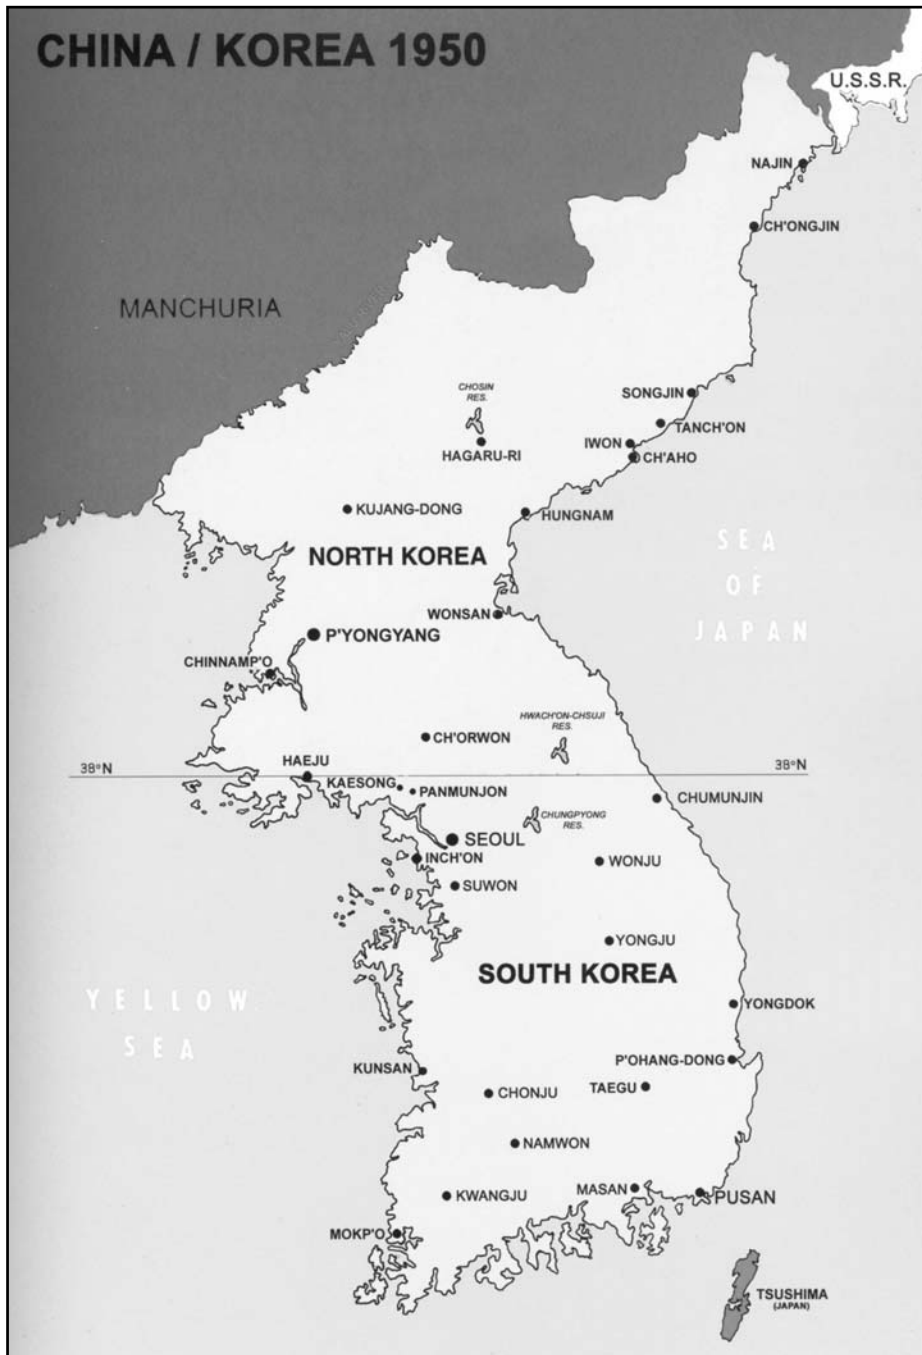 CHINA / KOREA 1950
U.S.S.R.
NAJIN
CH'ONGJIN
MANCHURIA
CHOSIN
RES.
SONGJIN
TANCH'ON
IWON
HAGARU-RI
CH'AHO
KUJANG-DONG
HUNGNAM
NORTH KOREA
SEA
OF
JAPAN
WONSAN
P'YONGYANG
CHINNAMP'O
HWACH'ON-CHSUJI
RES.
CH'ORWON
HAEJU
38°N
38°N
KAESONG
PANMUNJON
CHUMUNJIN
CHUNGPYONG
RES.
SEOUL
INCH'ON
WONJU
SUWON
YONGJU
SOUTH KOREA
YELLOW
SEA
YONGDOK
P'OHANG-DONG
KUNSAN
TAEGU
CHONJU
NAMWON
MASAN
PUSAN
KWANGJU
MOKP'O
TSUSHIMA
(JAPAN)